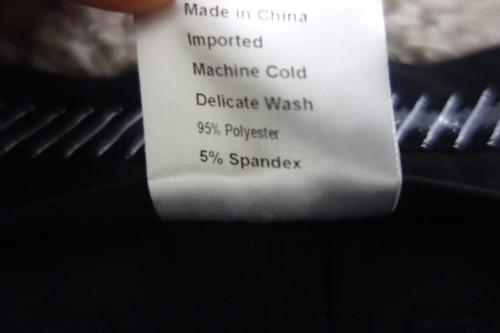 Made in China
Imported
Machine Cold
Delicate Wash
95% Polyester
5% Spandex